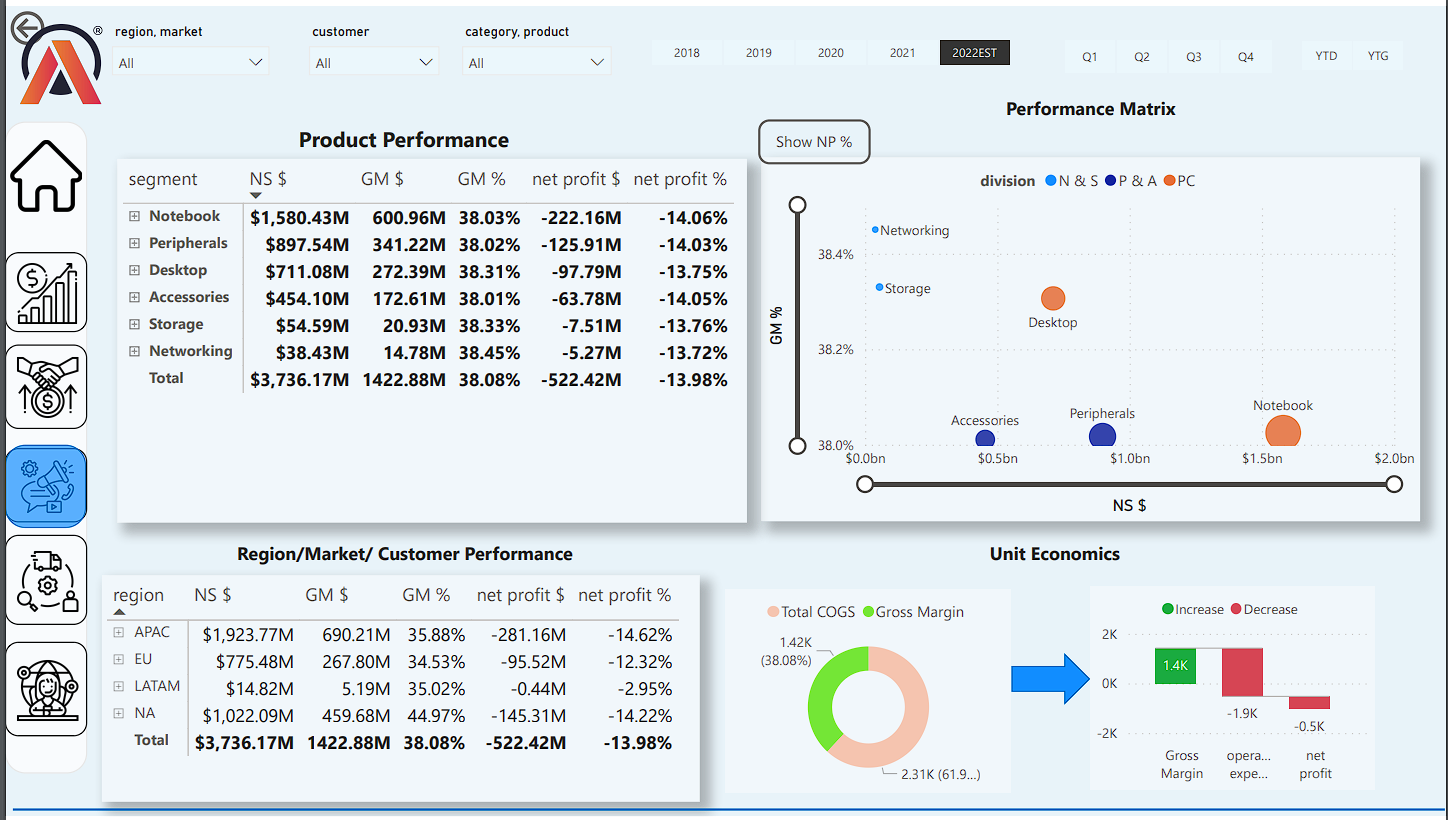 ®
region, market
customer
category, product
All
All
All
2018
2019
2020
2021
2022EST
Q1
Q2
Q3
Q4
YTD
YTG
Product Performance
segment NS $ GM $ GM % net profit $ net profit %
Notebook $1,580.43M 600.96M 38.03% -222.16M -14.06%
Peripherals $897.54M 341.22M 38.02% -125.91M -14.03%
Desktop $711.08M 272.39M 38.31% -97.79M -13.75%
Accessories $454.10M 172.61M 38.01% -63.78M -14.05%
Storage $54.59M 20.93M 38.33% -7.51M -13.76%
Networking $38.43M 14.78M 38.45% -5.27M -13.72%
Total $3,736.17M 1422.88M 38.08% -522.42M -13.98%
Performance Matrix
Show NP %
division N & S P & A PC
Networking
38.4%
Storage
Desktop
GM %
38.2%
Notebook
Peripherals
Accessories
38.0%
$0.0bn $0.5bn $1.0bn $1.5bn $2.0bn
NS $
Region/Market/ Customer Performance
region NS $ GM $ GM % net profit $ net profit %
APAC $1,923.77M 690.21M 35.88% -281.16M -14.62%
EU $775.48M 267.80M 34.53% -95.52M -12.32%
LATAM $14.82M 5.19M 35.02% -0.44M -2.95%
NA $1,022.09M 459.68M 44.97% -145.31M -14.22%
Total $3,736.17M 1422.88M 38.08% -522.42M -13.98%
Unit Economics
Total COGS Gross Margin
1.42K
(38.08%)
2.31K (61.9...)
Increase Decrease
2K
1.4K
0K
-1.9K
-0.5K
-2K
Gross Margin
opera... expe...
net profit